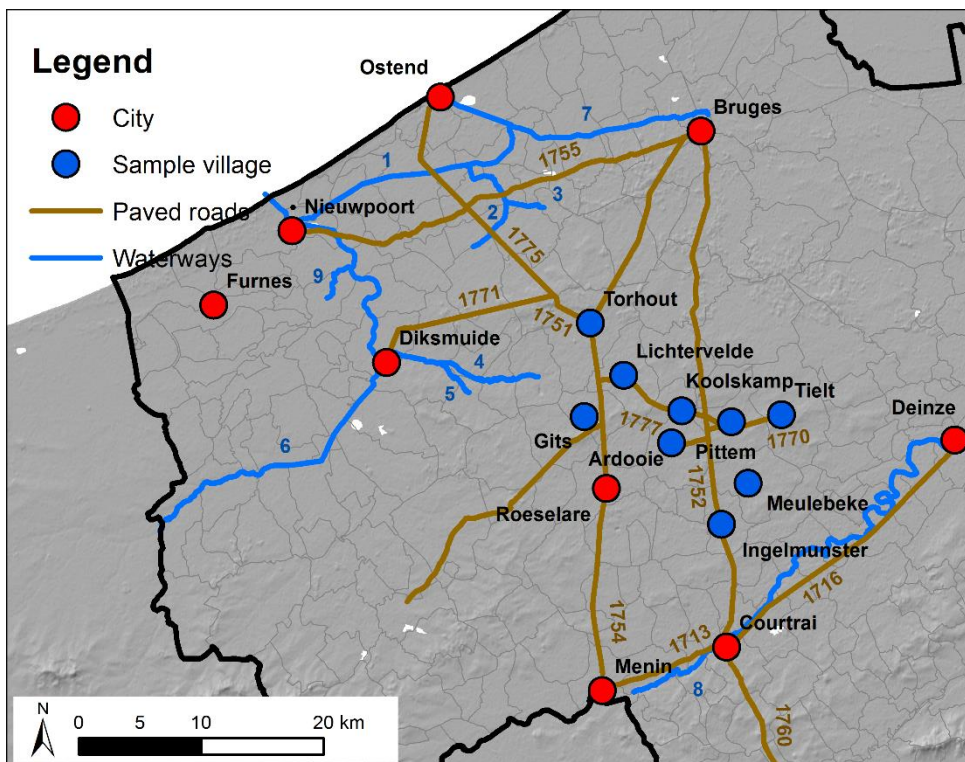 Legend
City
Sample village
Paved roads
Waterways
Ostend
Bruges
7
1
1755
3
2
Nieuwpoort
1775
9
Furnes
1771
1751
Torhout
Diksmuide
4
5
Lichtervelde
Koolskamp
Tielt
Deinze
1777
1770
Gits
Pittem
6
Ardooie
1752
Meulebeke
Roeselare
Ingelmunster
1716
1754
1713
Courtrai
Menin
8
1760
N
0 5 10 20 km